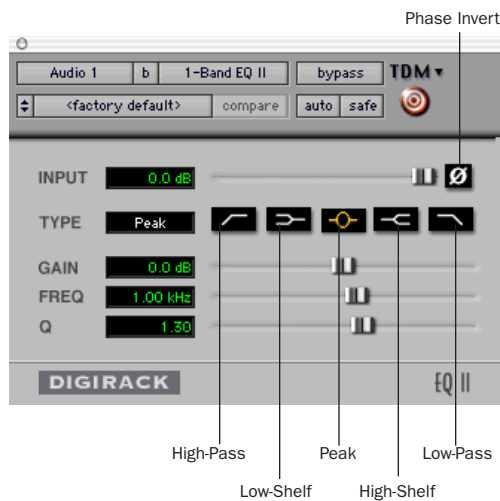 Phase Invert
Audio 1 b 1-Band EQ II bypass TDM
<factory default> compare auto safe
INPUT 0.0 dB Ø
TYPE Peak
GAIN 0.0 dB
FREQ 1.00 kHz
Q 1.30
DIGIRACK EQ II
High-Pass Peak Low-Pass
Low-Shelf High-Shelf